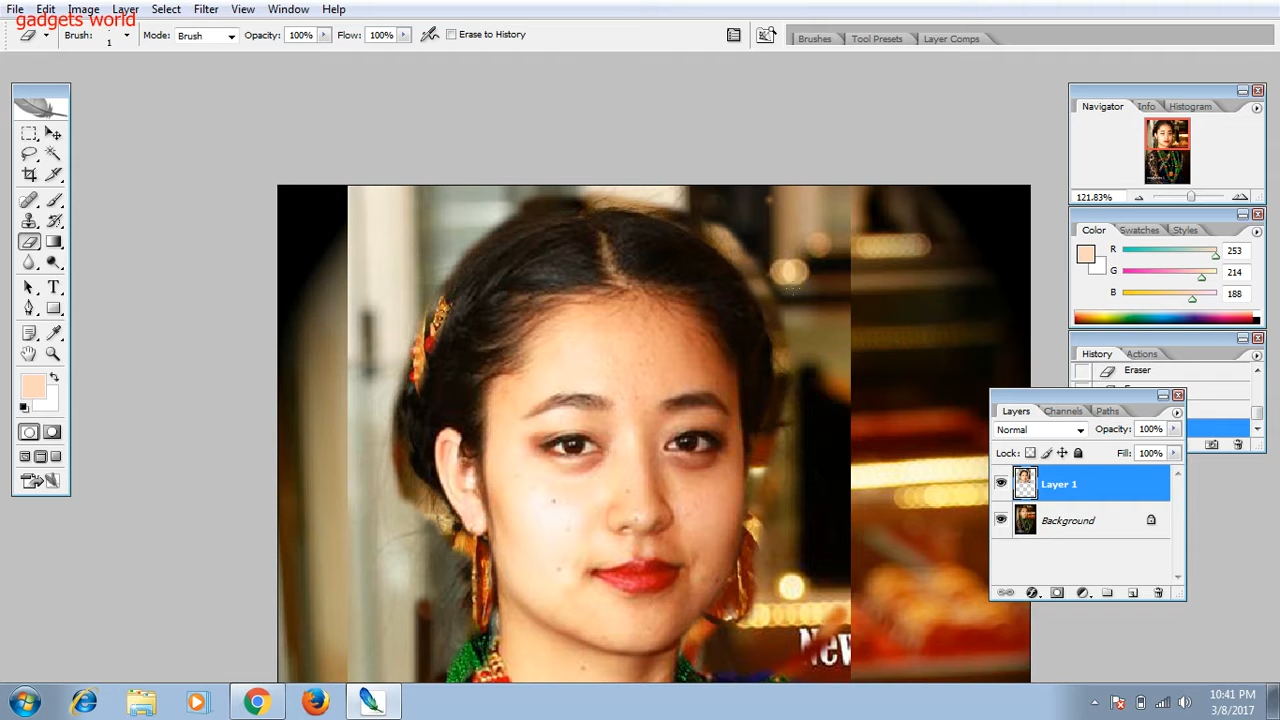 File Edit Image Layer Select Filter View Window Help
gadgets world
Brush: 1 Mode: Brush Opacity: 100% Flow: 100% Erase to History
Brushes Tool Presets Layer Comps
Navigator Info Histogram
121.83%
Color Swatches Styles
R 253
G 214
B 188
History Actions
Eraser
Layers Channels Paths
Normal Opacity: 100%
Lock: Fill: 100%
Layer 1
Background
New
T
10:41 PM
3/8/2017